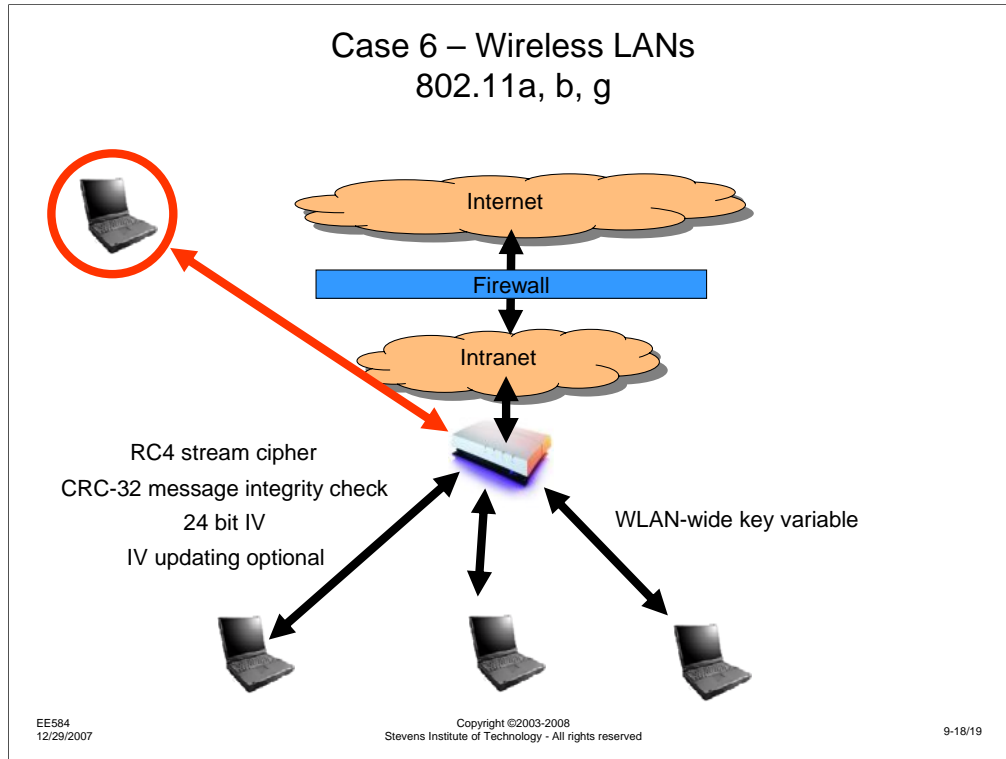 Case 6 – Wireless LANs
802.11a, b, g
Internet
Firewall
Intranet
RC4 stream cipher
CRC-32 message integrity check
24 bit IV
IV updating optional
WLAN-wide key variable
EE584
12/29/2007
Copyright ©2003-2008
Stevens Institute of Technology - All rights reserved
9-18/19